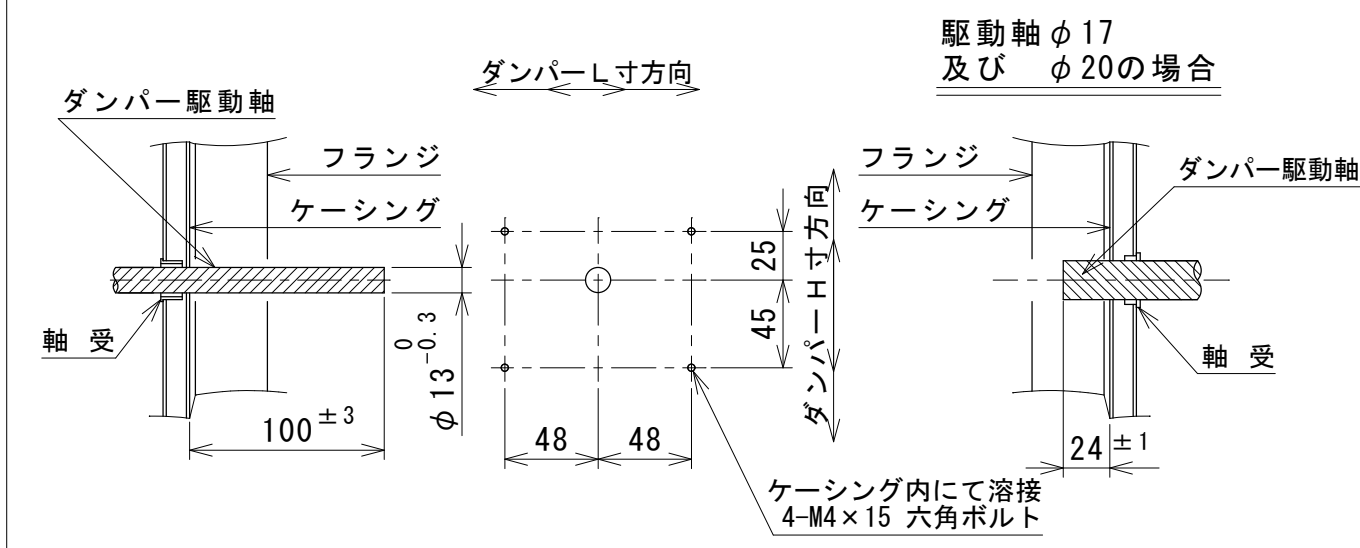 駆動軸φ17
及び φ20の場合
ダンパーL寸方向
ダンパー駆動軸
フランジ
ケーシング
軸 受
100±3
φ13 0 -0.3
48
48
25
45
ダンパーH寸方向
ケーシング内にて溶接
4-M4×15 六角ボルト
フランジ
ケーシング
ダンパー駆動軸
軸 受
24±1